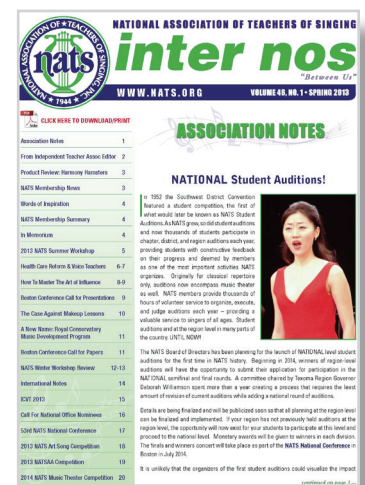 NATIONAL ASSOCIATION OF TEACHERS OF SINGING
NATIONAL ASSOCIATION OF TEACHERS OF SINGING, INC.
nats
1944
inter nos
"Between Us"
WWW.NATS.ORG
VOLUME 46, NO. 1 • SPRING 2013
CLICK HERE TO DOWNLOAD/PRINT
Association Notes 1
From Independent Teacher Assoc Editor 2
Product Review: Harmony Hamsters 3
NATS Membership News 3
Words of Inspiration 4
NATS Membership Summary 4
In Memorium 4
2013 NATS Summer Workshop 5
Health Care Reform & Voice Teachers 6-7
How To Master The Art of Influence 8-9
Boston Conference Call for Presentations 9
The Case Against Makeup Lessons 10
A New Name: Royal Conservatory
Music Development Program 11
Boston Conference Call for Papers 11
NATS Winter Workshop Review 12-13
International Notes 14
ICVT 2013 15
Call For National Office Nominees 16
53rd NATS National Conference 17
2013 NATS Art Song Competition 18
2013 NATSAA Competition 19
2014 NATS Music Theater Competition 20
ASSOCIATION NOTES
NATIONAL Student Auditions!
In 1952 the Southwest District Convention
featured a student competition, the first of
what would later be known as NATS Student
Auditions. As NATS grew, so did student auditions
and now thousands of students participate in
chapter, district, and region auditions each year,
providing students with constructive feedback
on their progress and deemed by members
as one of the most important activities NATS
organizes. Originally for classical repertoire
only, auditions now encompass music theater
as well. NATS members provide thousands of
hours of volunteer service to organize, execute,
and judge auditions each year – providing a
valuable service to singers of all ages. Student
auditions end at the region level in many parts of
the country. UNTIL NOW!!
The NATS Board of Directors has been planning for the launch of NATIONAL level student
auditions for the first time in NATS history. Beginning in 2014, winners of region-level
auditions will have the opportunity to submit their application for participation in the
NATIONAL semifinal and final rounds. A committee chaired by Texoma Region Governor
Deborah Williamson spent more than a year creating a process that requires the least
amount of revision of current auditions while adding a national round of auditions.
Details are being finalized and will be publicized soon so that all planning at the region level
can be finalized and implemented. If your region has not previously held auditions at the
region level, the opportunity will now exist for your students to participate at this level and
proceed to the national level. Monetary awards will be given to winners in each division.
The finals and winners concert will take place as part of the NATS National Conference in
Boston in July 2014.
It is unlikely that the organizers of the first student auditions could visualize the impact
continued on page 3